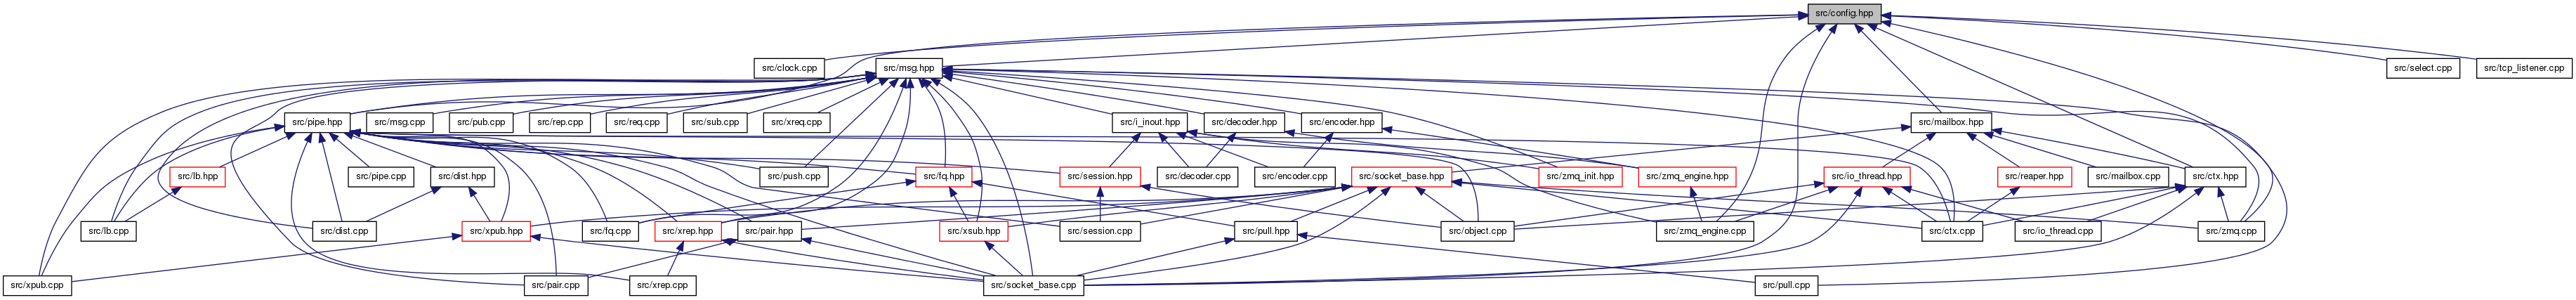 src/config.hpp
src/clock.cpp
src/msg.hpp
src/select.cpp
src/tcp_listener.cpp
src/pipe.hpp
src/msg.cpp
src/pub.cpp
src/rep.cpp
src/req.cpp
src/sub.cpp
src/xreq.cpp
src/i_inout.hpp
src/decoder.hpp
src/encoder.hpp
src/mailbox.hpp
src/lb.hpp
src/pipe.cpp
src/dist.hpp
src/push.cpp
src/fq.hpp
src/session.hpp
src/decoder.cpp
src/encoder.cpp
src/socket_base.hpp
src/zmq_init.hpp
src/zmq_engine.hpp
src/io_thread.hpp
src/reaper.hpp
src/mailbox.cpp
src/ctx.hpp
src/lb.cpp
src/dist.cpp
src/xpub.hpp
src/fq.cpp
src/xrep.hpp
src/pair.hpp
src/xsub.hpp
src/session.cpp
src/pull.hpp
src/object.cpp
src/zmq_engine.cpp
src/ctx.cpp
src/io_thread.cpp
src/zmq.cpp
src/xpub.cpp
src/pair.cpp
src/xrep.cpp
src/socket_base.cpp
src/pull.cpp